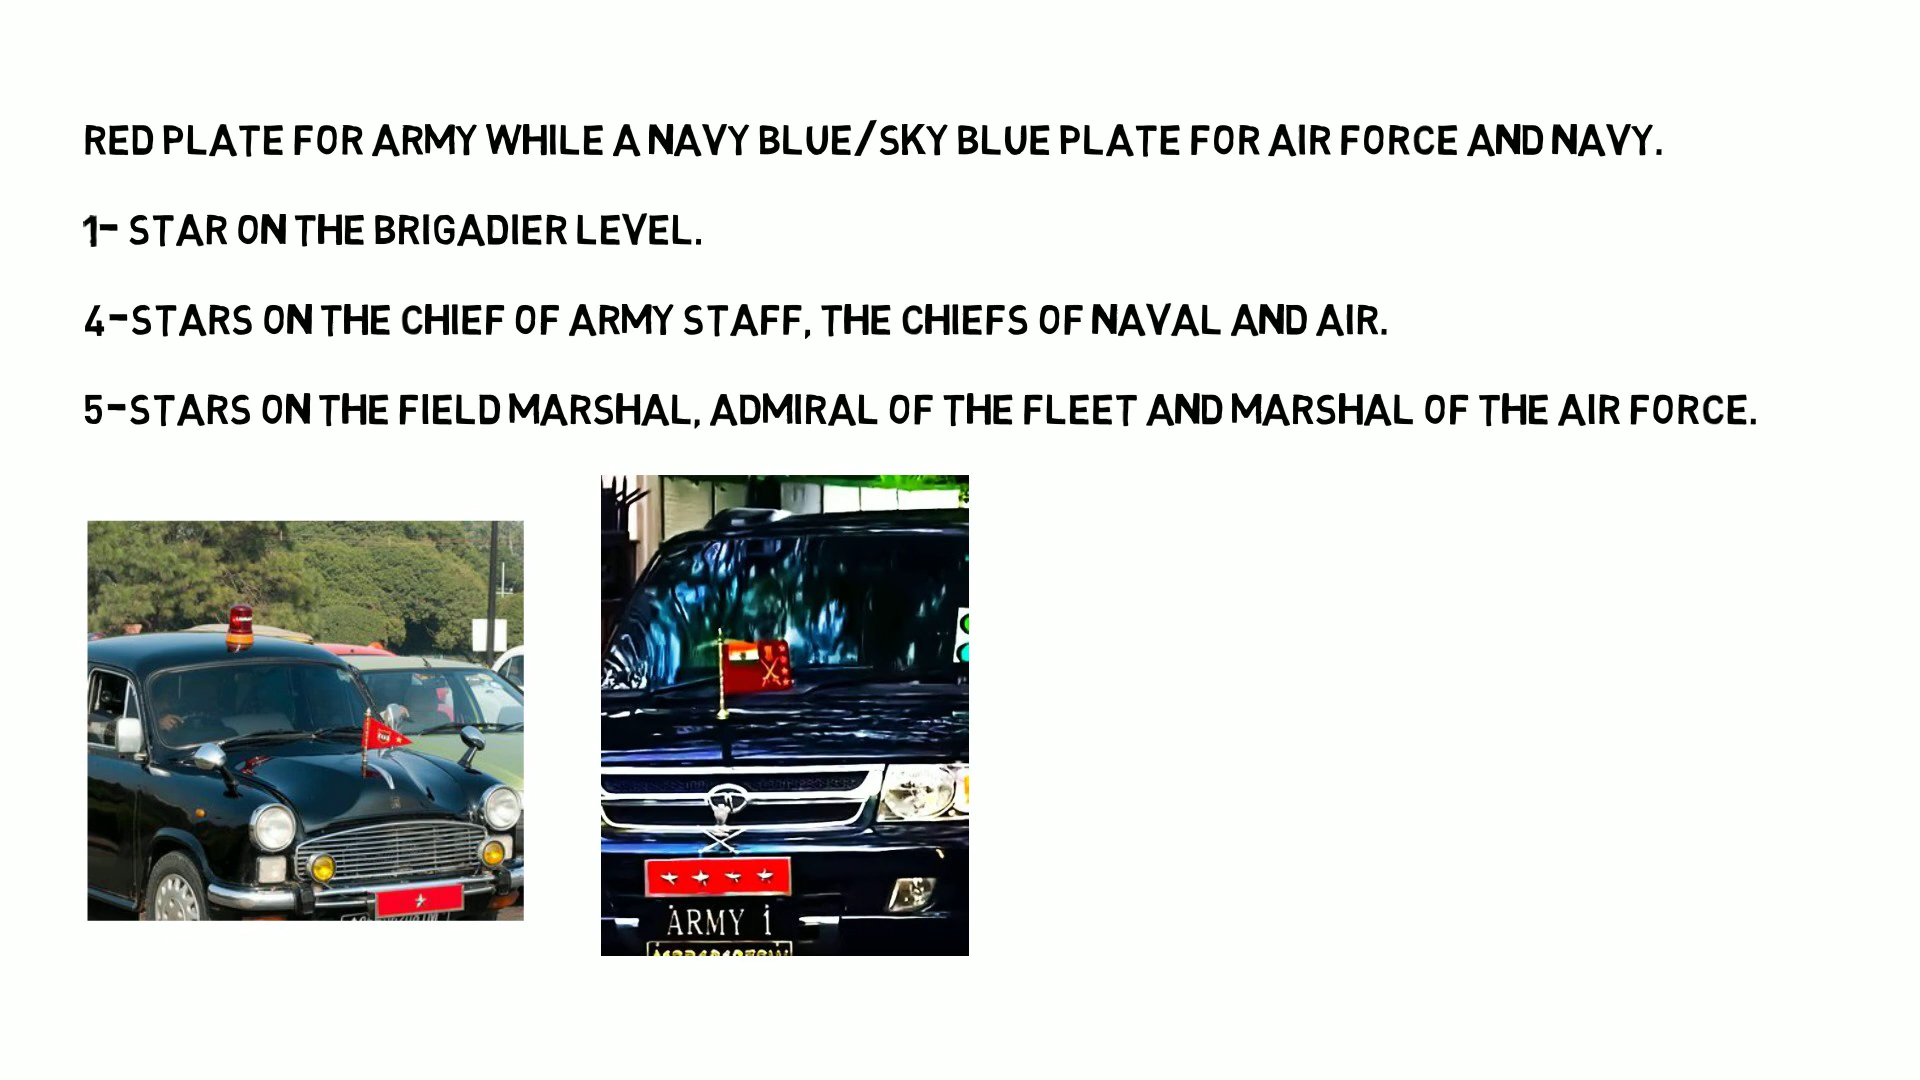 RED PLATE FOR ARMY WHILE A NAVY BLUE/SKY BLUE PLATE FOR AIR FORCE AND NAVY.
1- STAR ON THE BRIGADIER LEVEL.
4-STARS ON THE CHIEF OF ARMY STAFF, THE CHIEFS OF NAVAL AND AIR.
5-STARS ON THE FIELD MARSHAL, ADMIRAL OF THE FLEET AND MARSHAL OF THE AIR FORCE.
ARMY 1